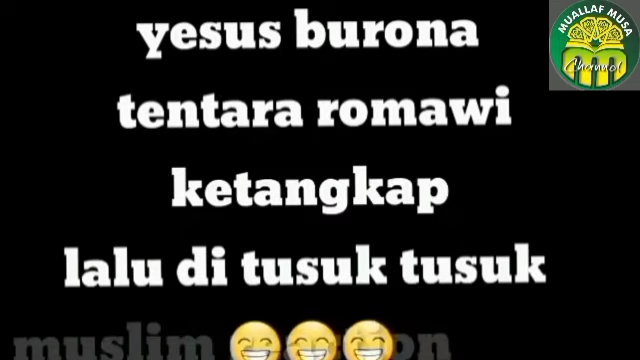 yesus burona
tentara romawi
ketangkap
lalu di tusuk tusuk
muslim
MUALLAF MUSA
Channel